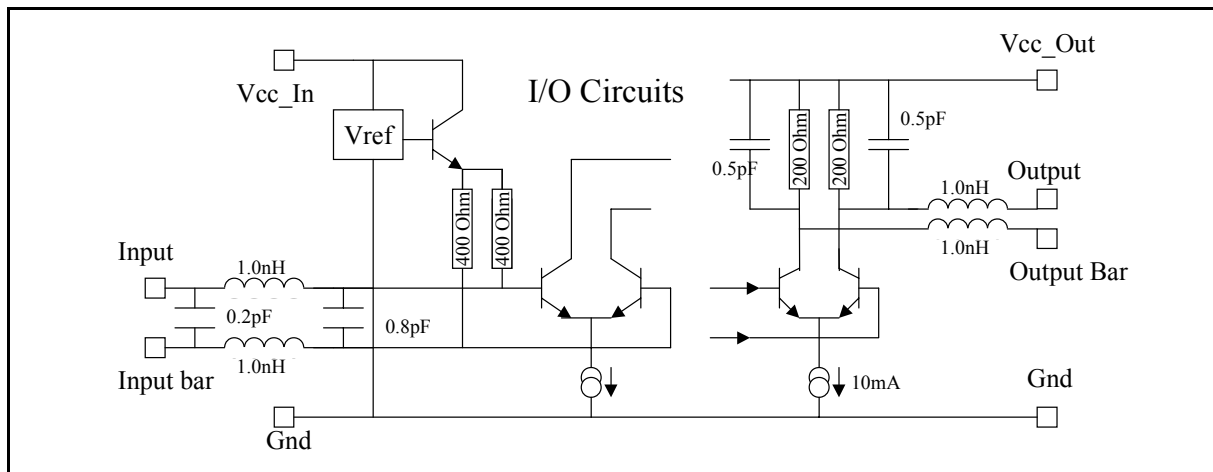 Vcc_In
I/O Circuits
Vcc_Out
Vref
0.5pF
200 Ohm
200 Ohm
0.5pF
400 Ohm
400 Ohm
1.0nH
Output
1.0nH
Output Bar
Input
1.0nH
0.2pF
0.8pF
1.0nH
Input bar
10mA
Gnd
Gnd